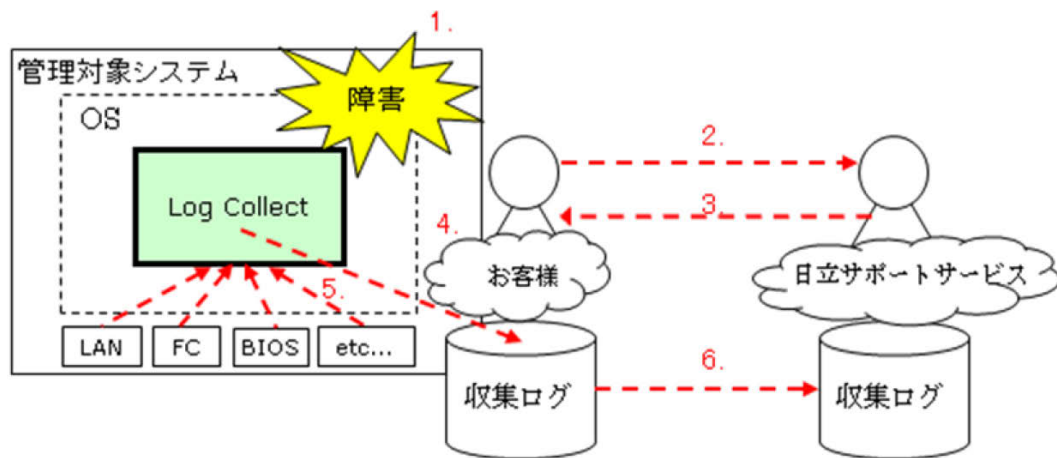 1.
管理対象システム
障害
OS
2.
Log Collect
3.
4.
お客様
日立サポートサービス
5.
LAN
FC
BIOS
etc...
6.
収集ログ
収集ログ